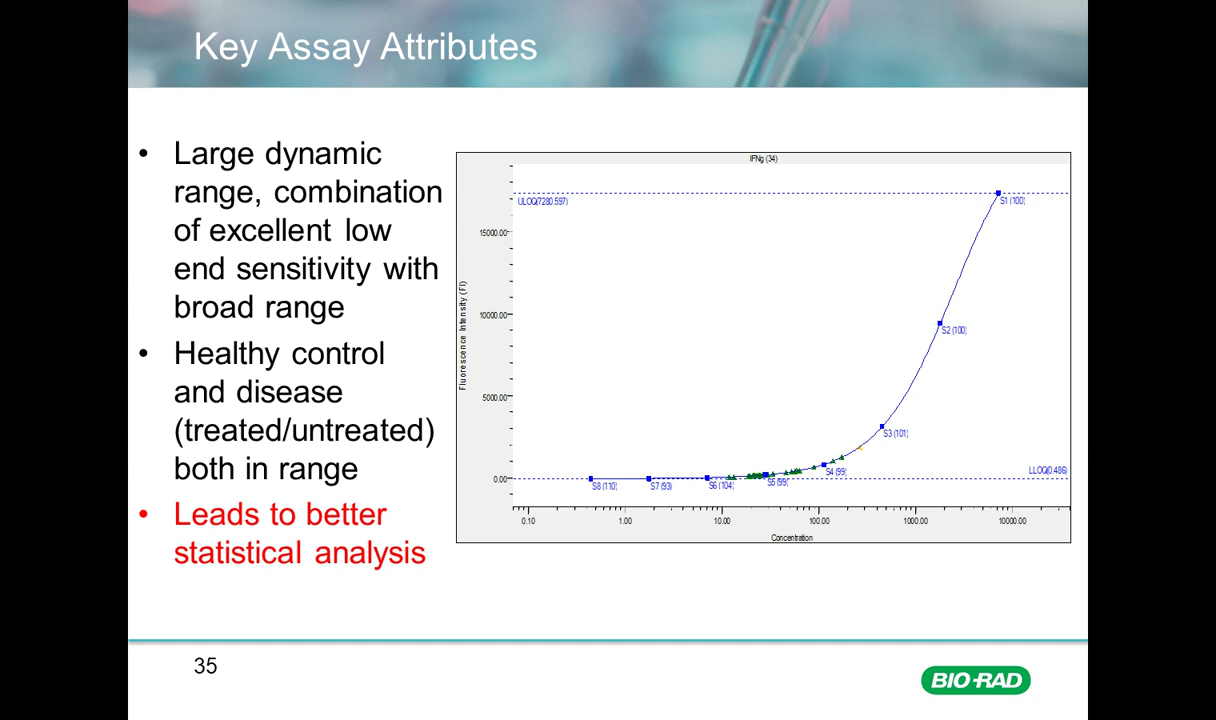 Key Assay Attributes
• Large dynamic
range, combination
of excellent low
end sensitivity with
broad range
• Healthy control
and disease
(treated/untreated)
both in range
• Leads to better
statistical analysis
IFNg (34)
ULOQ(7280.597)
S1 (100)
15000.00
10000.00
S2 (100)
Fluorescence Intensity (FI)
5000.00
S3 (101)
S4 (99)
LLOQ(0.486)
0.00
S8 (110)
S7 (93)
S6 (104)
S5 (99)
0.10
1.00
10.00
100.00
1000.00
10000.00
Concentration
35
BIO-RAD